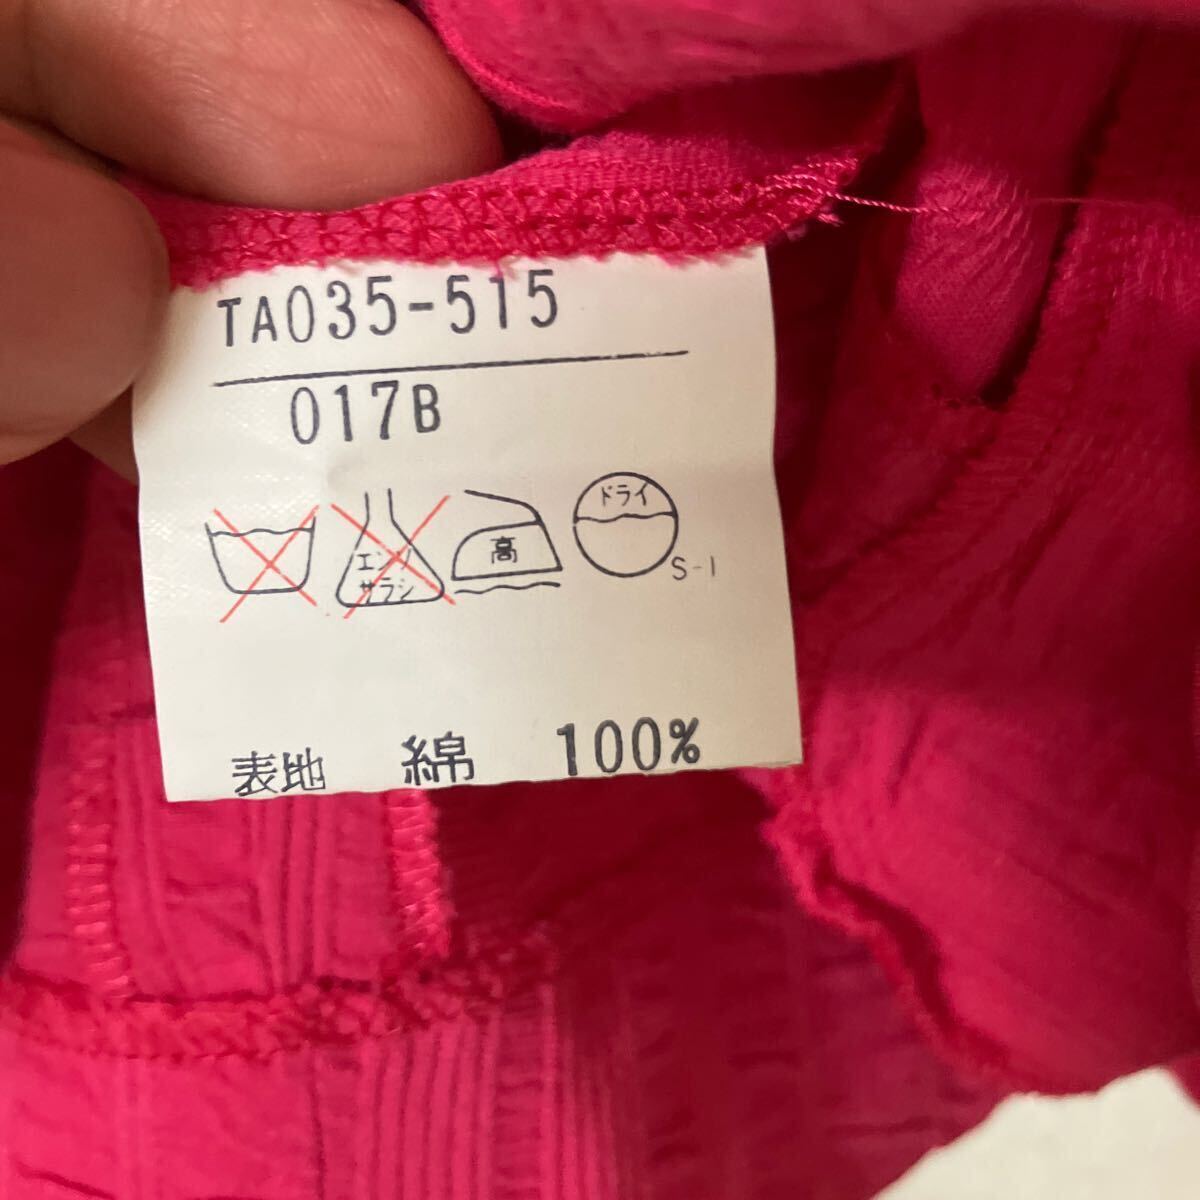 TA035-515
017B
エンソ
サラシ
高
ドライ
S-1
表地 綿 100%